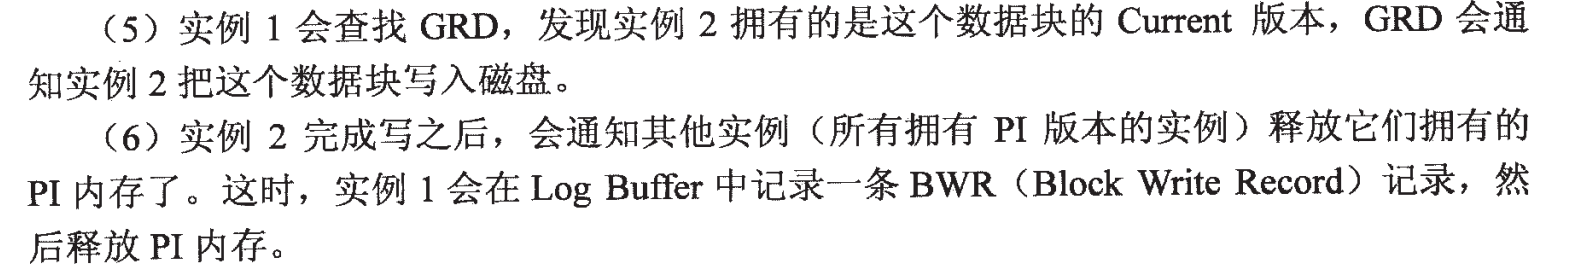 （5）实例 1 会查找 GRD，发现实例 2 拥有的是这个数据块的 Current 版本，GRD 会通
知实例 2 把这个数据块写入磁盘。
（6）实例 2 完成写之后，会通知其他实例（所有拥有 PI 版本的实例）释放它们拥有的
PI 内存了。这时，实例 1 会在 Log Buffer 中记录一条 BWR（Block Write Record）记录，然
后释放 PI 内存。